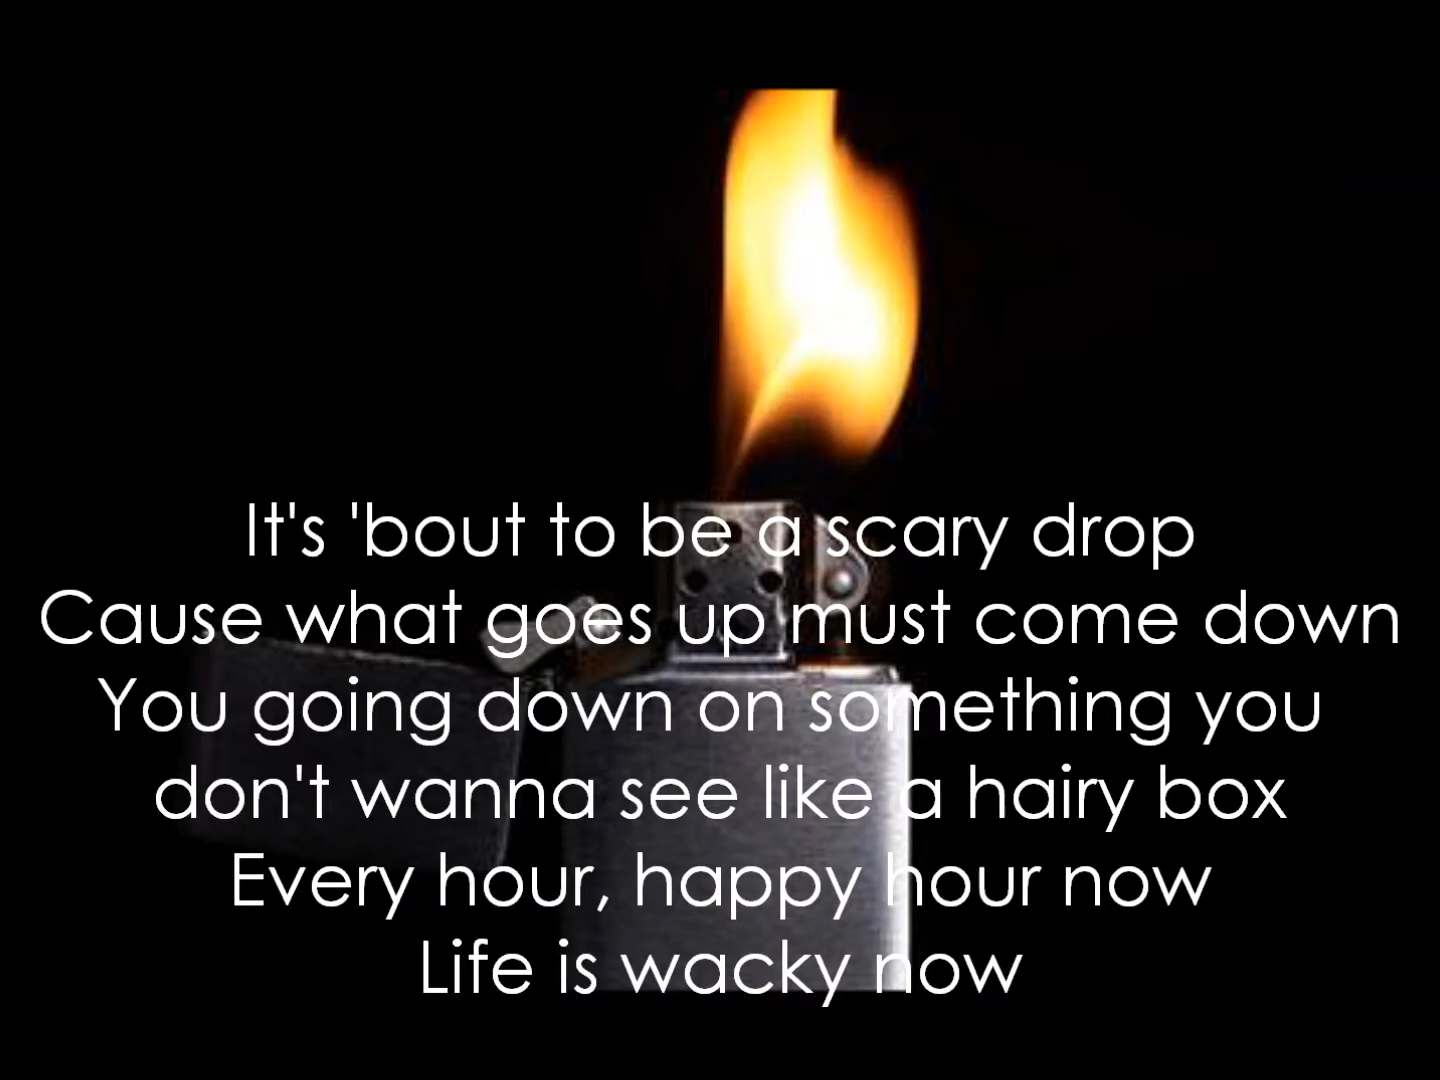 It's 'bout to be a scary drop
Cause what goes up must come down
You going down on something you
don't wanna see like a hairy box
Every hour, happy hour now
Life is wacky now